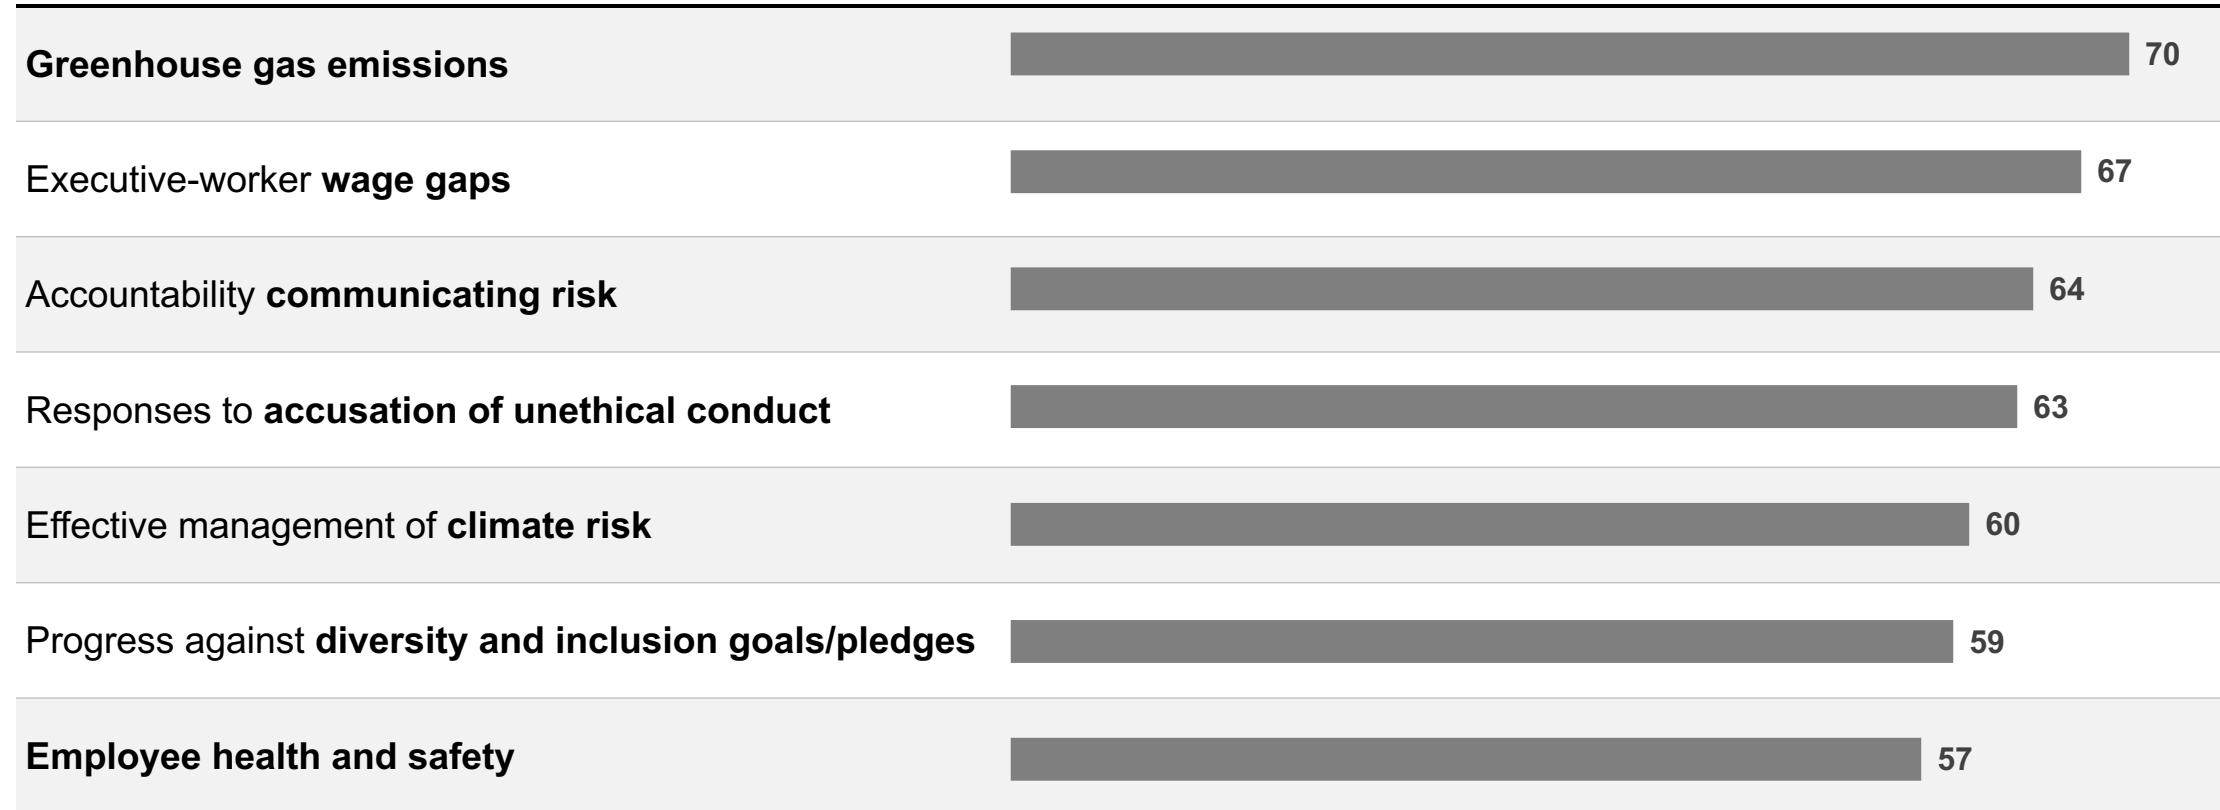 Greenhouse gas emissions 70
Executive-worker wage gaps 67
Accountability communicating risk 64
Responses to accusation of unethical conduct 63
Effective management of climate risk 60
Progress against diversity and inclusion goals/pledges 59
Employee health and safety 57